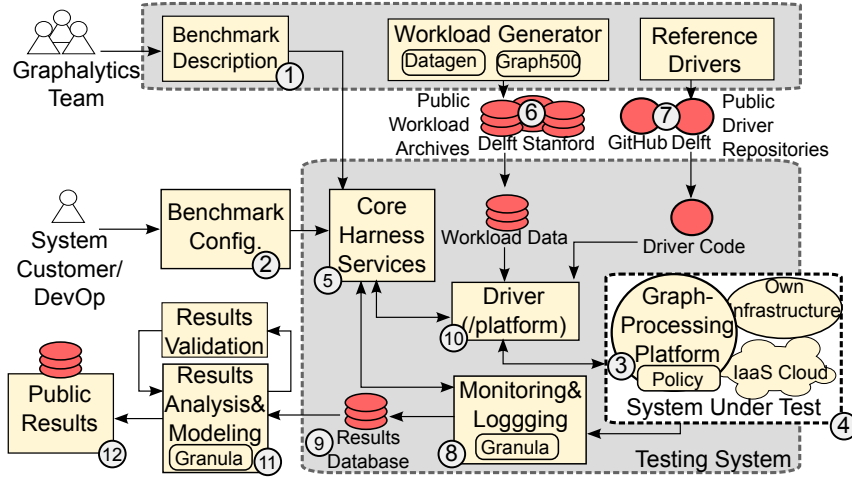 Graphalytics
Team
Benchmark
Description
1
Workload Generator
Datagen
Graph500
Reference
Drivers
Public
Workload
Archives
6
Delft Stanford
7
GitHub Delft
Public
Driver
Repositories
System
Customer/
DevOp
Benchmark
Config.
2
Core
Harness
Services
5
Workload Data
Driver Code
Driver
(/platform)
10
Graph-
Processing
Platform
3
Policy
Own
Infrastructure
IaaS Cloud
System Under Test
4
Results
Validation
Results
Analysis&
Modeling
Granula
11
Public
Results
12
9
Results
Database
Monitoring&
Loggging
Granula
8
Testing System